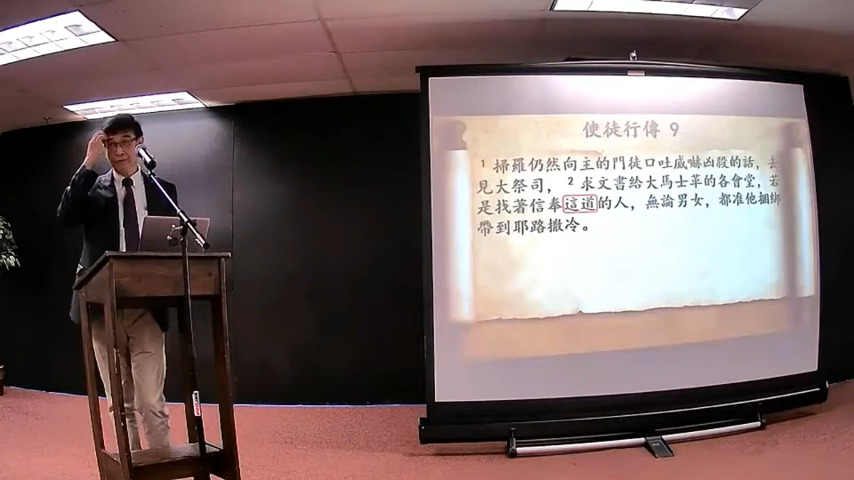 使徒行傳 9
1 掃羅仍然向主的門徒口吐威嚇凶殺的話，去
見大祭司， 2 求文書給大馬士革的各會堂，若
是找著信奉這道的人，無論男女，都准他捆綁
帶到耶路撒冷。